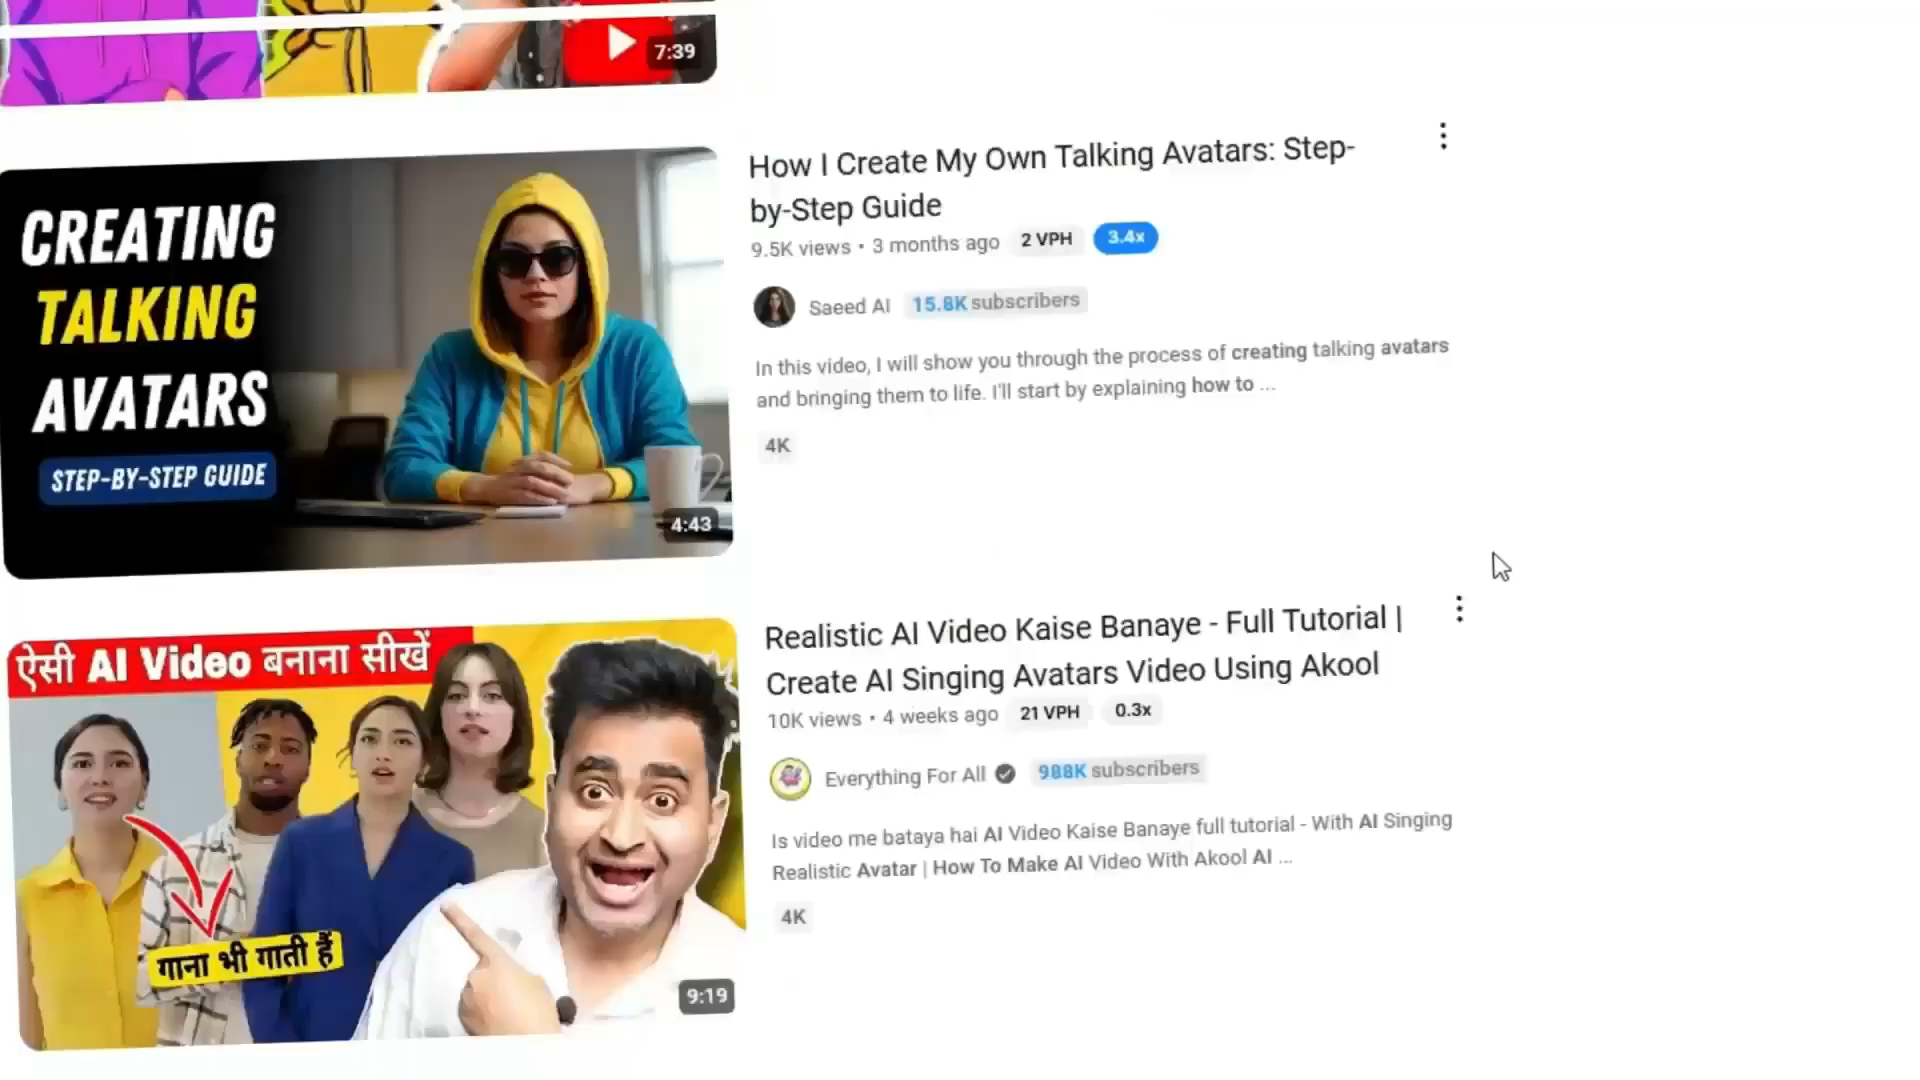 7:39
CREATING
TALKING
AVATARS
STEP-BY-STEP GUIDE
4:43
How I Create My Own Talking Avatars: Step-
by-Step Guide
9.5K views • 3 months ago 2 VPH 3.4x
Saeed AI 15.8K subscribers
In this video, I will show you through the process of creating talking avatars
and bringing them to life. I'll start by explaining how to ...
4K
ऐसी AI Video बनाना सीखें
गाना भी गाती हैं
9:19
Realistic AI Video Kaise Banaye - Full Tutorial |
Create AI Singing Avatars Video Using Akool
10K views • 4 weeks ago 21 VPH 0.3x
Everything For All 988K subscribers
Is video me bataya hai AI Video Kaise Banaye full tutorial - With AI Singing
Realistic Avatar | How To Make AI Video With Akool AI ...
4K